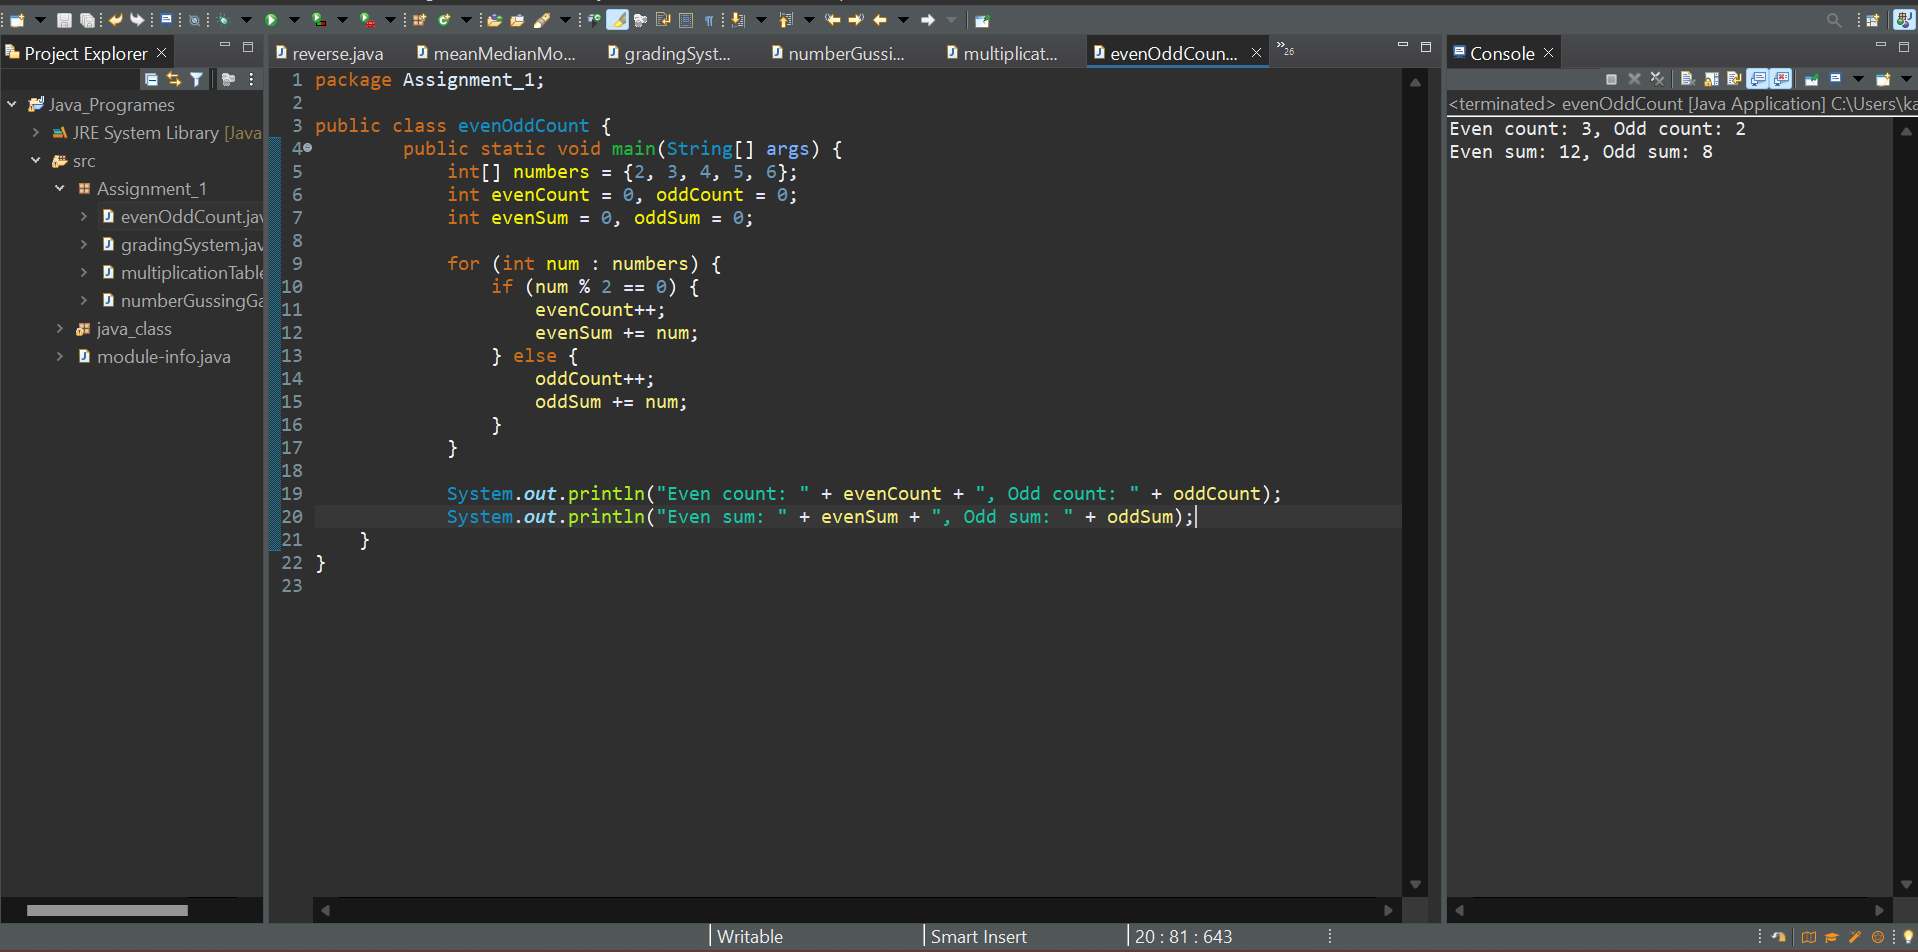 Project Explorer
Java_Programes
JRE System Library [Java
src
Assignment_1
evenOddCount.jav
gradingSystem.jav
multiplicationTable
numberGussingGa
java_class
module-info.java
reverse.java
meanMedianMo...
gradingSyst...
numberGussi...
multiplicat...
evenOddCoun...
»26
1 package Assignment_1;
2
3 public class evenOddCount {
4 public static void main(String[] args) {
5 int[] numbers = {2, 3, 4, 5, 6};
6 int evenCount = 0, oddCount = 0;
7 int evenSum = 0, oddSum = 0;
8
9 for (int num : numbers) {
10 if (num % 2 == 0) {
11 evenCount++;
12 evenSum += num;
13 } else {
14 oddCount++;
15 oddSum += num;
16 }
17 }
18
19 System.out.println("Even count: " + evenCount + ", Odd count: " + oddCount);
20 System.out.println("Even sum: " + evenSum + ", Odd sum: " + oddSum);
21 }
22 }
23
Console
<terminated> evenOddCount [Java Application] C:\Users\ka
Even count: 3, Odd count: 2
Even sum: 12, Odd sum: 8
Writable
Smart Insert
20 : 81 : 643